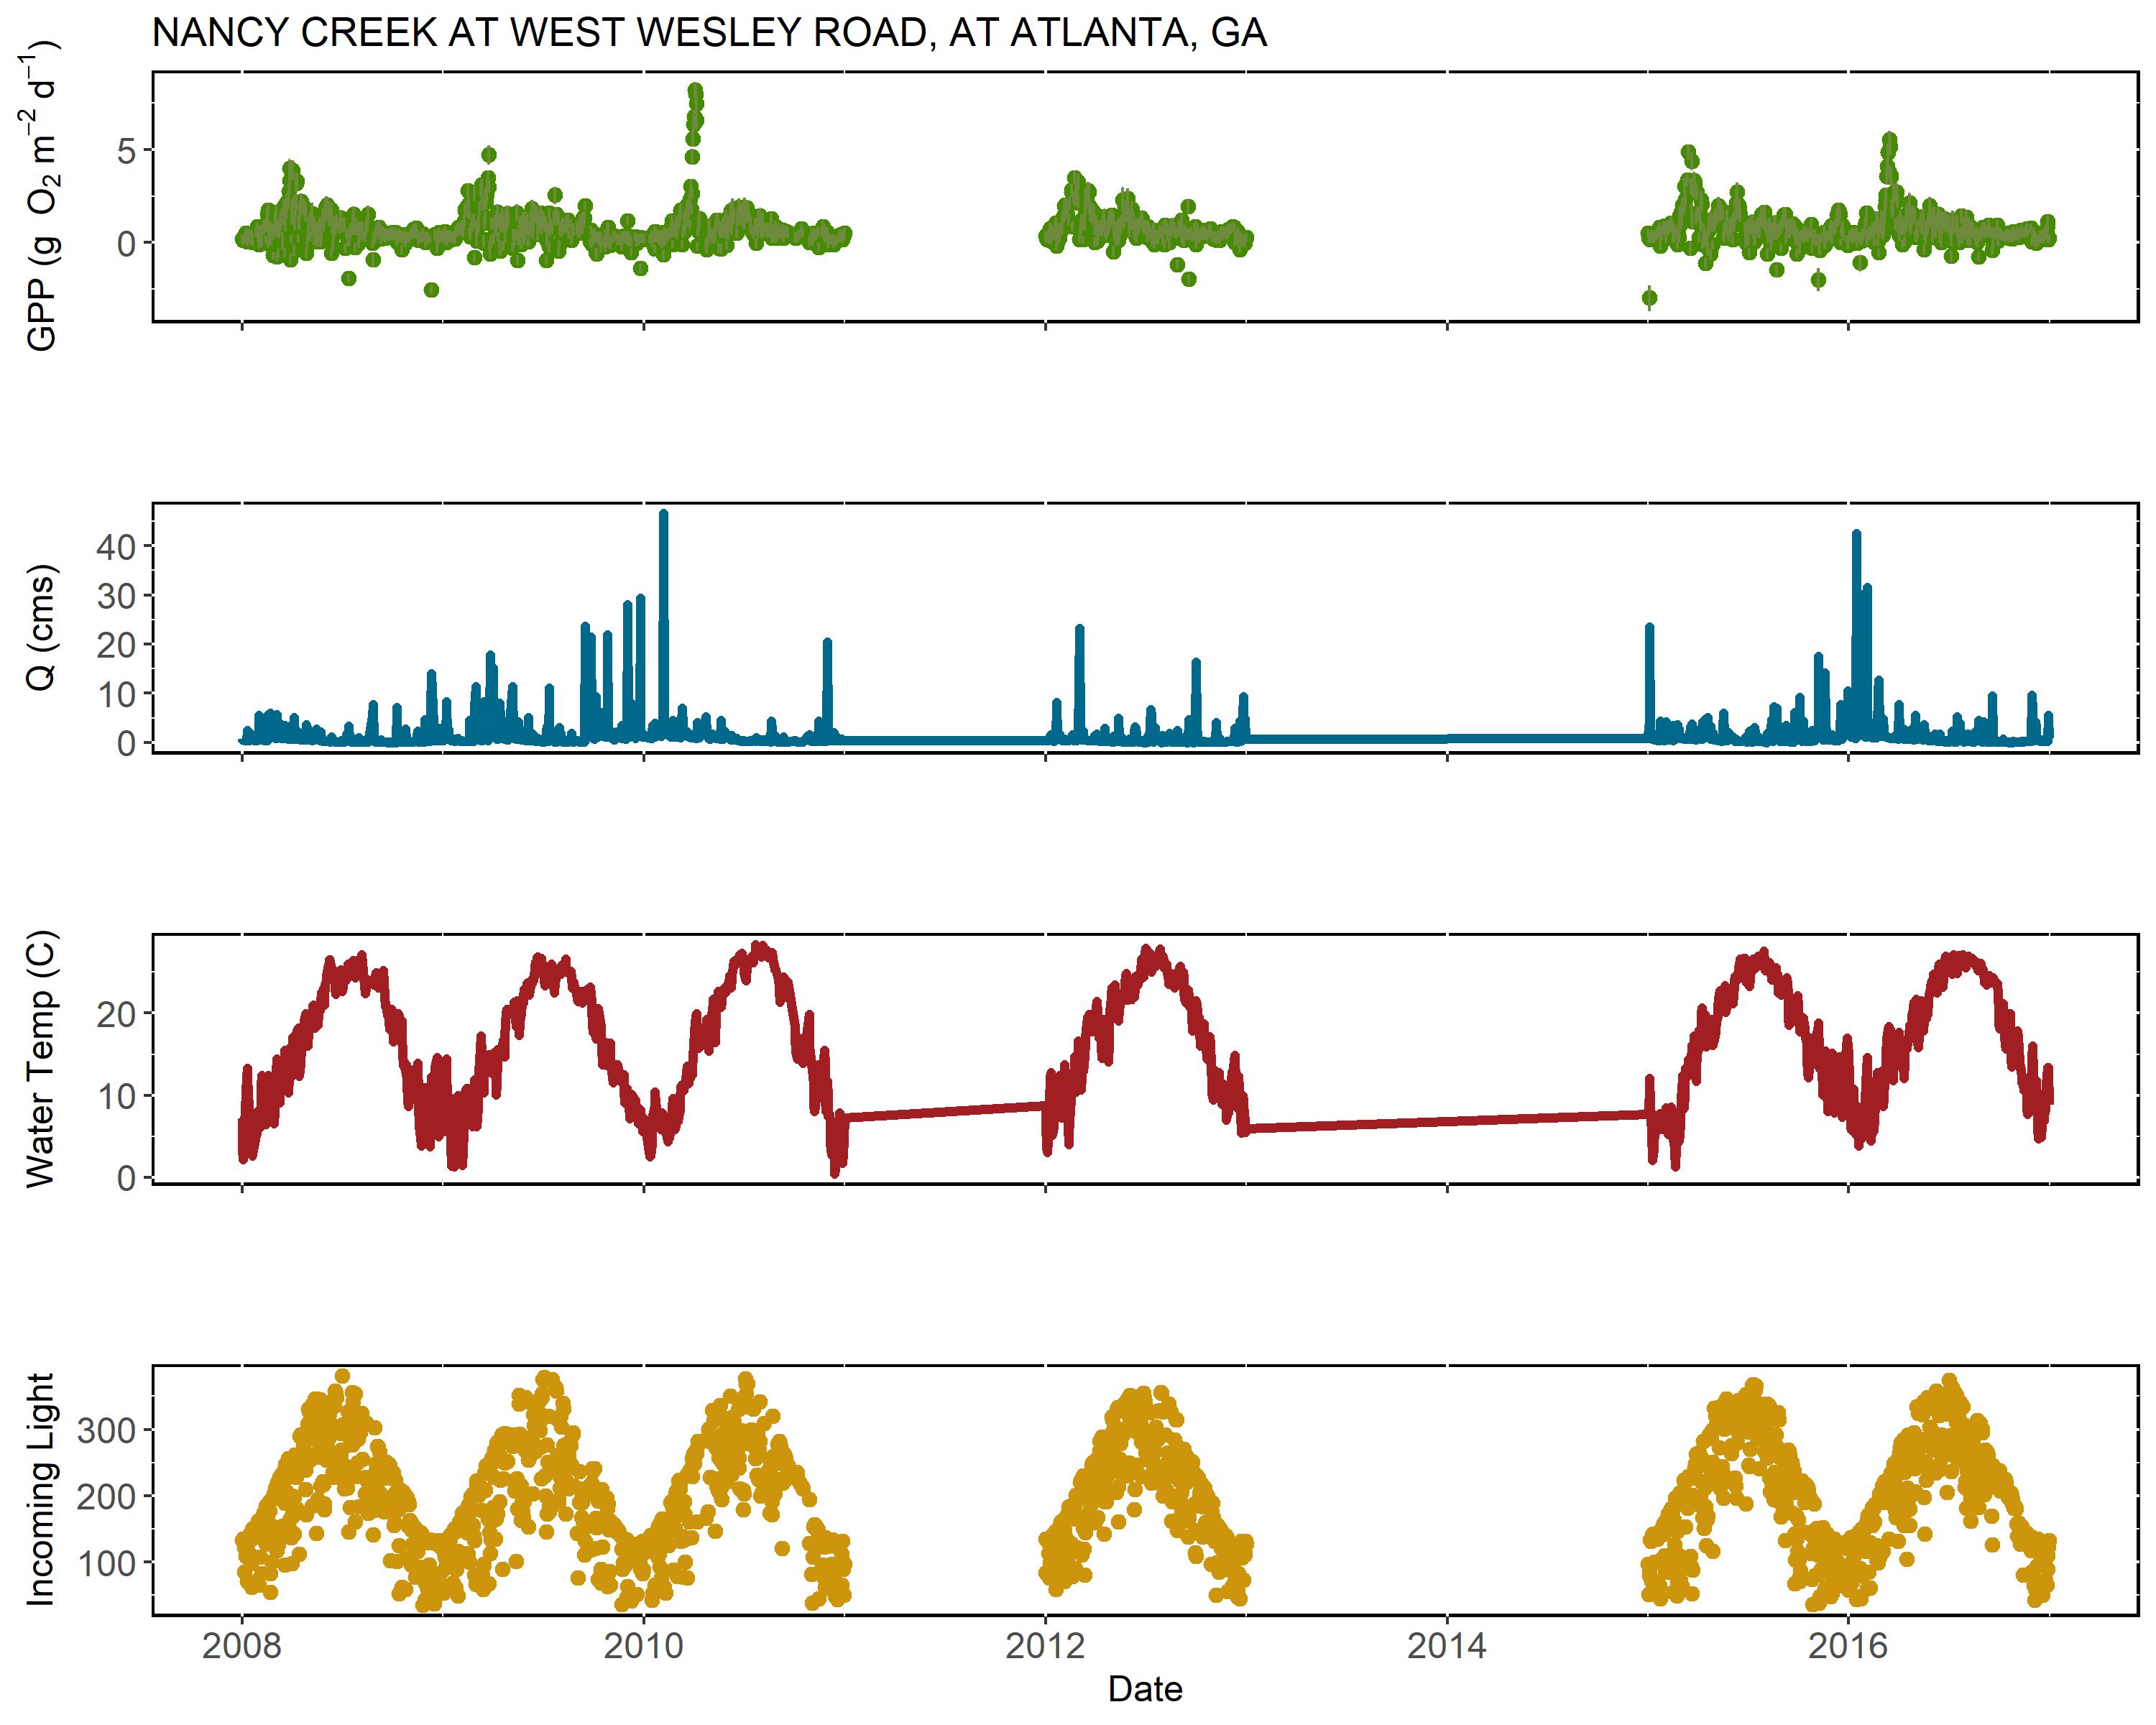 NANCY CREEK AT WEST WESLEY ROAD, AT ATLANTA, GA
GPP (g O₂ m⁻² d⁻¹)
5
0
Q (cms)
40
30
20
10
0
Water Temp (C)
20
10
0
Incoming Light
300
200
100
2008 2010 2012 2014 2016
Date